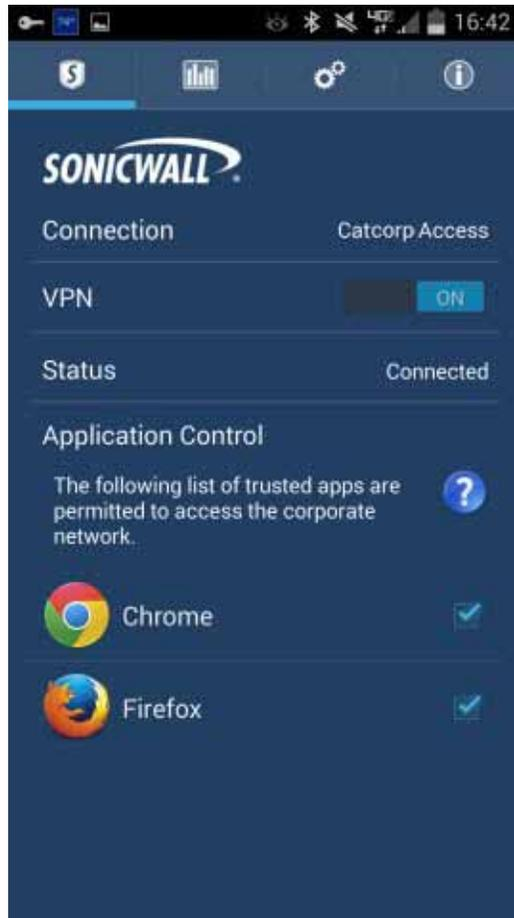 4G 16:42
SONICWALL
Connection Catcorp Access
VPN ON
Status Connected
Application Control
The following list of trusted apps are
permitted to access the corporate
network.
?
Chrome
Firefox